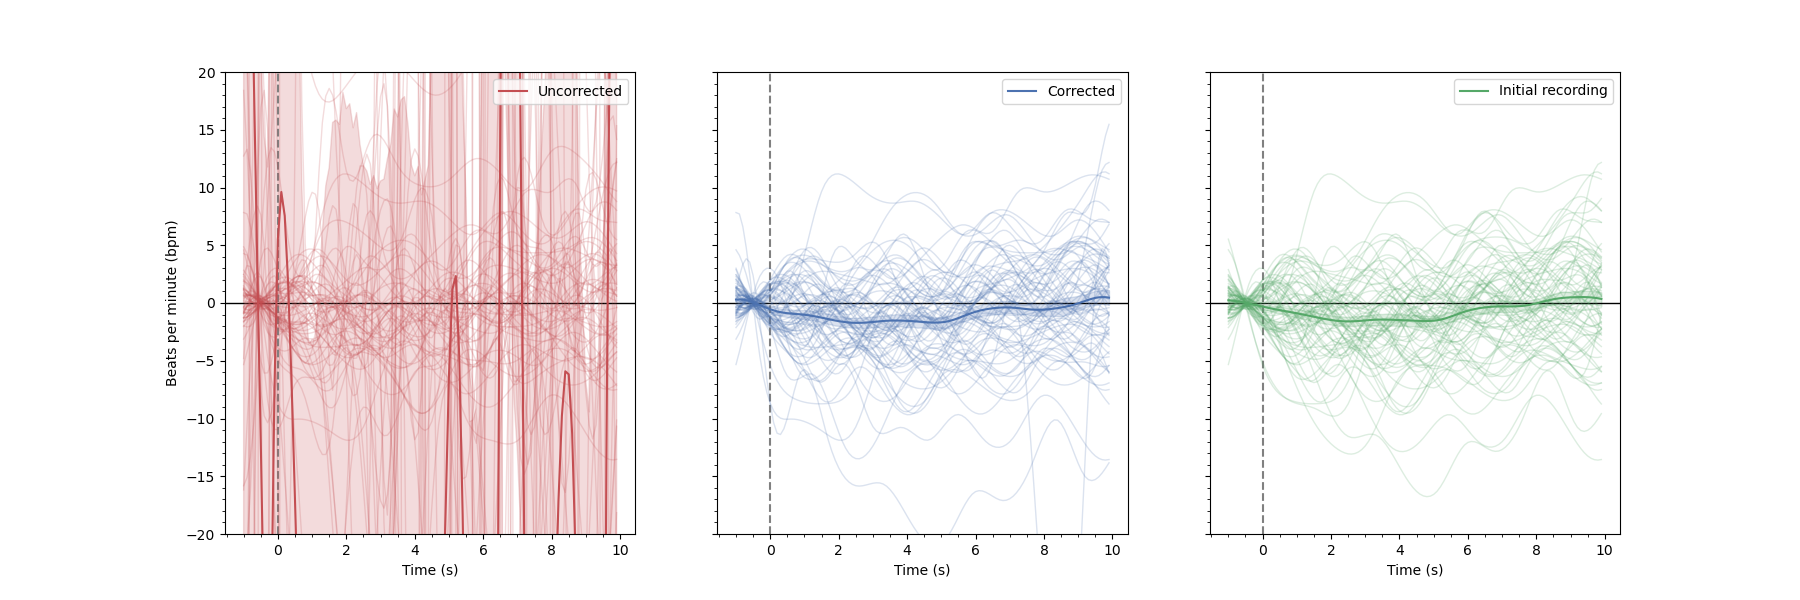 Beats per minute (bpm)
20
15
10
5
0
−5
−10
−15
−20
Uncorrected
0 2 4 6 8 10
Time (s)
Corrected
0 2 4 6 8 10
Time (s)
Initial recording
0 2 4 6 8 10
Time (s)